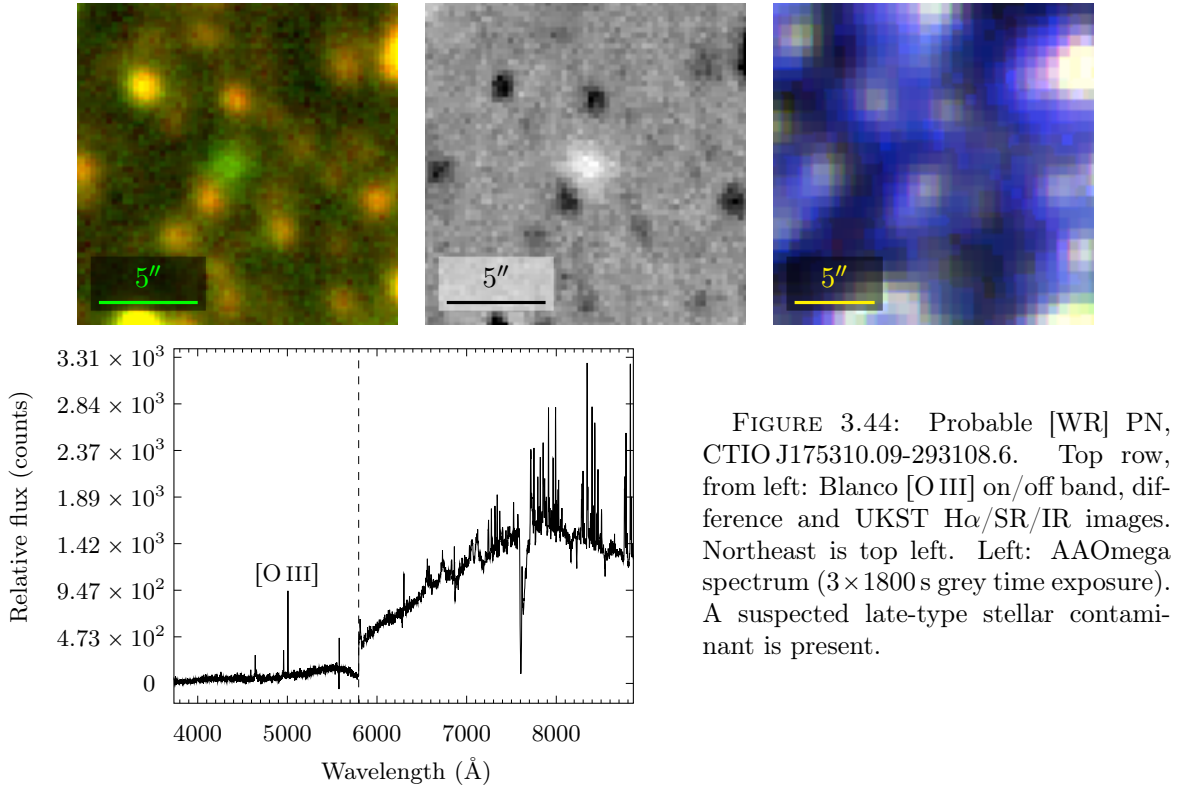 5″
5″
5″
3.31 × 10³
2.84 × 10³
2.37 × 10³
1.89 × 10³
1.42 × 10³
9.47 × 10²
4.73 × 10²
0
Relative flux (counts)
[O III]
4000 5000 6000 7000 8000
Wavelength (Å)
FIGURE 3.44: Probable [WR] PN,
CTIO J175310.09-293108.6. Top row,
from left: Blanco [O III] on/off band, dif-
ference and UKST Hα/SR/IR images.
Northeast is top left. Left: AAOmega
spectrum (3×1800 s grey time exposure).
A suspected late-type stellar contami-
nant is present.